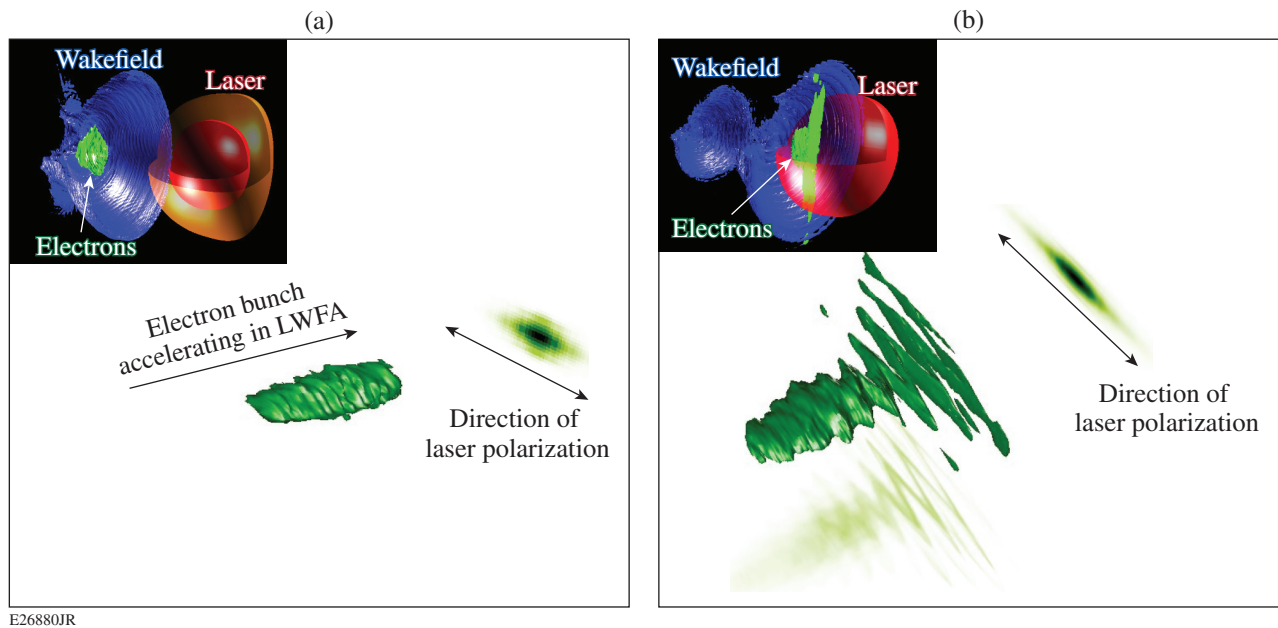 (a)
Wakefield
Laser
Electrons
Electron bunch
accelerating in LWFA
Direction of
laser polarization
(b)
Wakefield
Laser
Electrons
Direction of
laser polarization
E26880JR